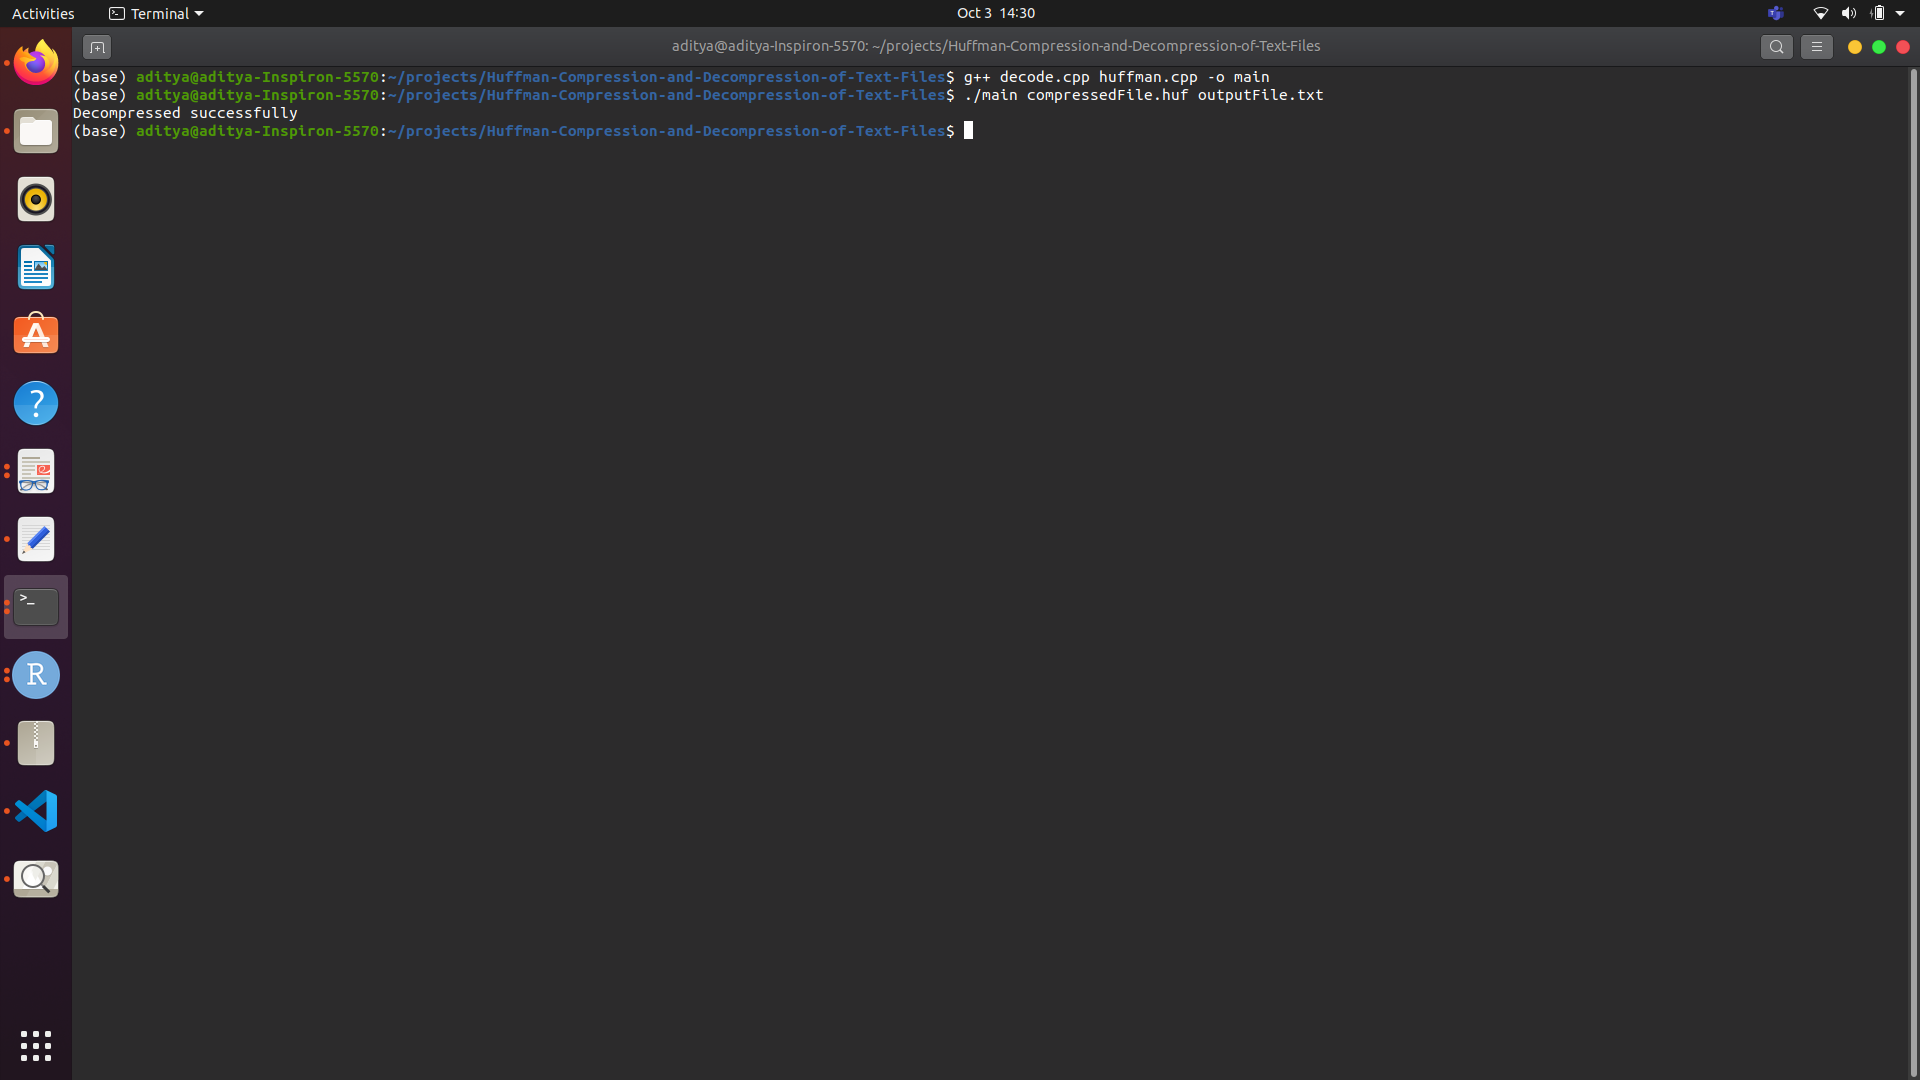 Activities
Terminal
Oct 3 14:30
aditya@aditya-Inspiron-5570: ~/projects/Huffman-Compression-and-Decompression-of-Text-Files
(base) aditya@aditya-Inspiron-5570:~/projects/Huffman-Compression-and-Decompression-of-Text-Files$ g++ decode.cpp huffman.cpp -o main
(base) aditya@aditya-Inspiron-5570:~/projects/Huffman-Compression-and-Decompression-of-Text-Files$ ./main compressedFile.huf outputFile.txt
Decompressed successfully
(base) aditya@aditya-Inspiron-5570:~/projects/Huffman-Compression-and-Decompression-of-Text-Files$